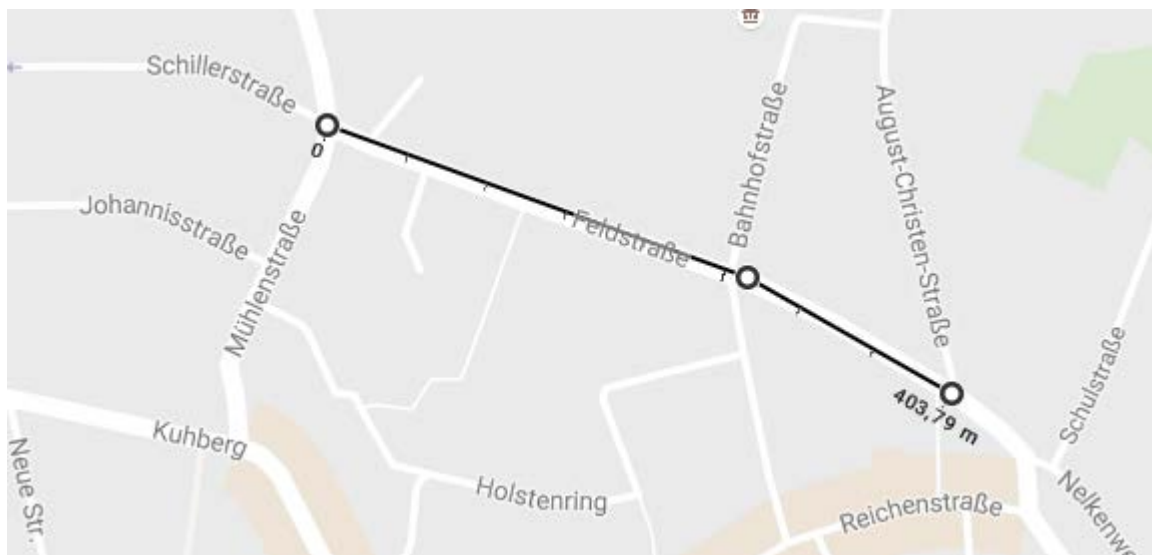 Schillerstraße
0
Johannisstraße
Mühlenstraße
Feldstraße
Bahnhofstraße
August-Christen-Straße
403,79 m
Schulstraße
Kuhberg
Neue Str.
Holstenring
Reichenstraße
Nelkenwe